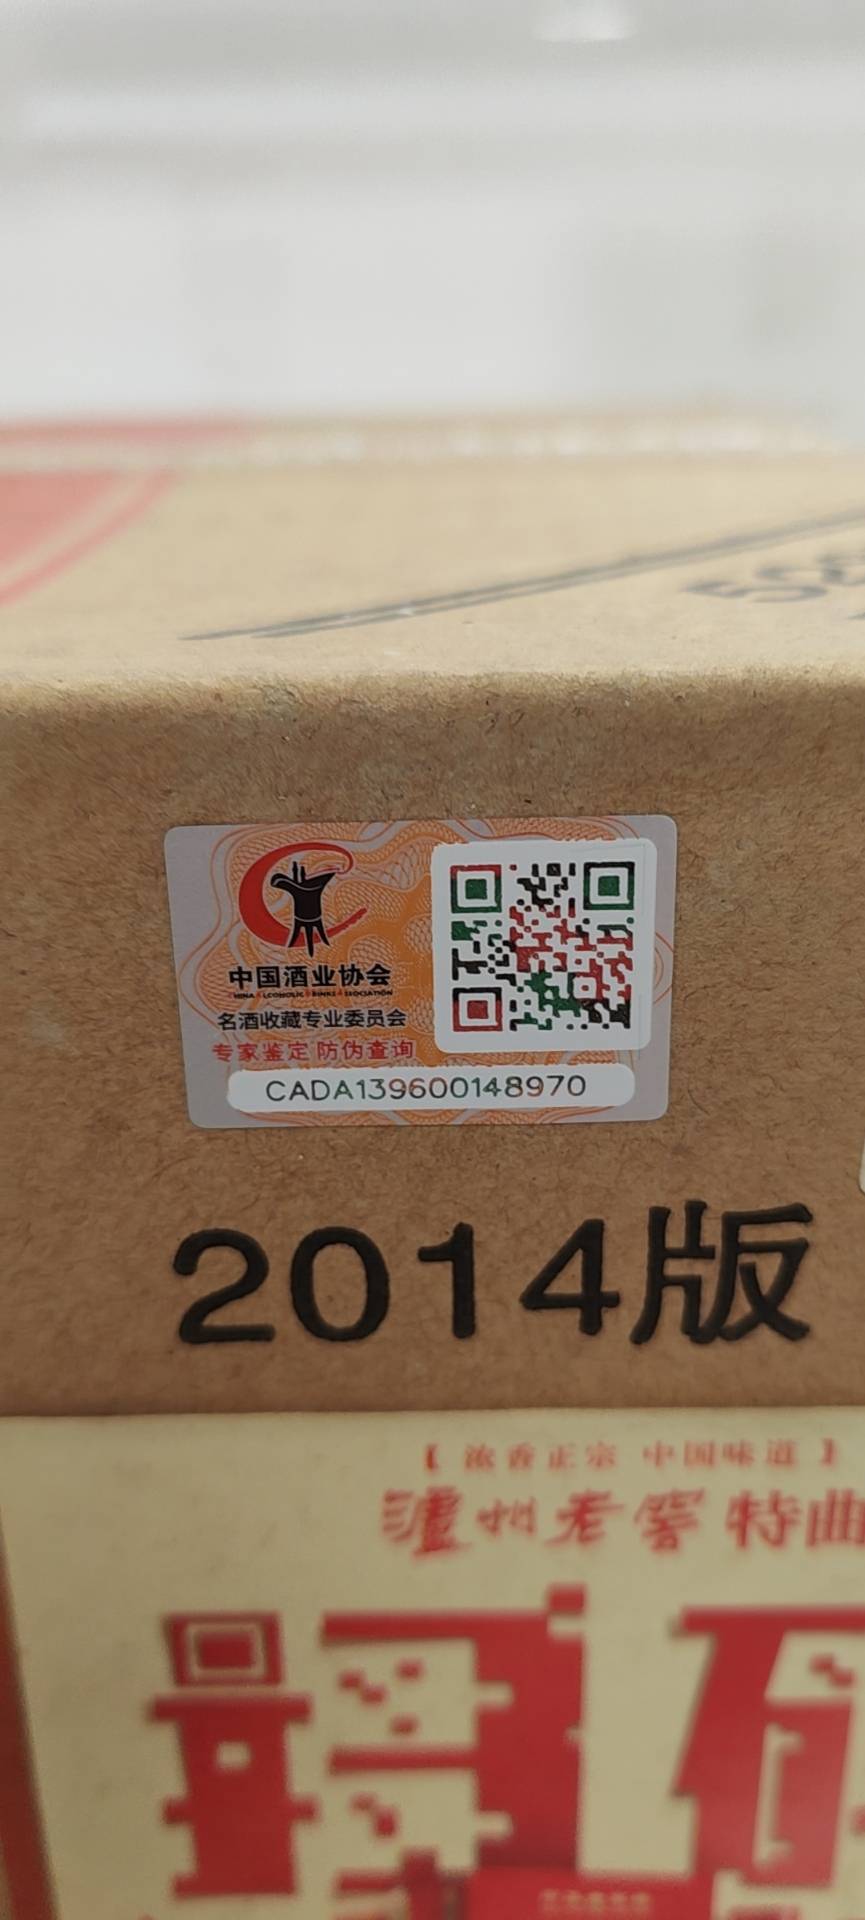 中国酒业协会
CHINA ALCOHOLIC DRINKS ASSOCIATION
名酒收藏专业委员会
专家鉴定 防伪查询
CADA139600148970
2014版
【浓香正宗 中国味道】
泸州老窖 特曲